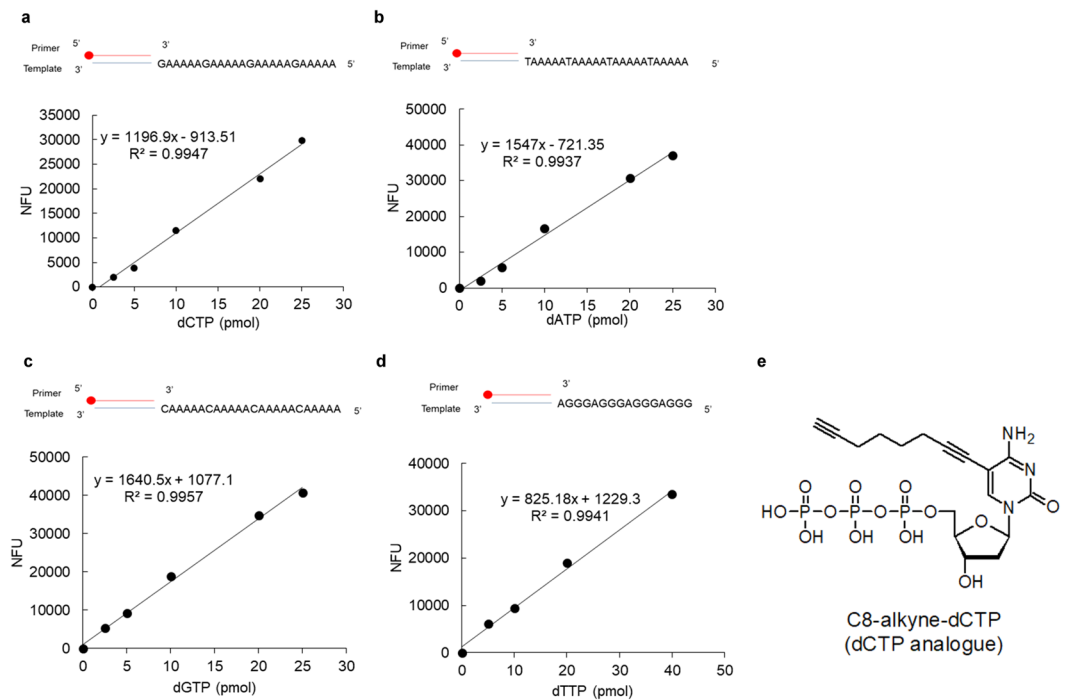 a
5' 3'
Primer
Template 3' GAAAAAGAAAAAGAAAAAGAAAAA 5'
35000
30000
25000
20000
15000
10000
5000
0
NFU
y = 1196.9x - 913.51
R² = 0.9947
0 5 10 15 20 25 30
dCTP (pmol)
b
5' 3'
Primer
Template 3' TAAAAATAAAAATAAAAATAAAAA 5'
50000
40000
30000
20000
10000
0
NFU
y = 1547x - 721.35
R² = 0.9937
0 5 10 15 20 25 30
dATP (pmol)
c
5' 3'
Primer
Template 3' CAAAAACAAAAACAAAAACAAAAA 5'
50000
40000
30000
20000
10000
0
NFU
y = 1640.5x + 1077.1
R² = 0.9957
0 5 10 15 20 25 30
dGTP (pmol)
d
5' 3'
Primer
Template 3' AGGGAGGGAGGGAGGG 5'
40000
30000
20000
10000
0
NFU
y = 825.18x + 1229.3
R² = 0.9941
0 10 20 30 40 50
dTTP (pmol)
e
NH₂
N
O O O
HO P O P O P O O N O
OH OH OH
OH
C8-alkyne-dCTP
(dCTP analogue)